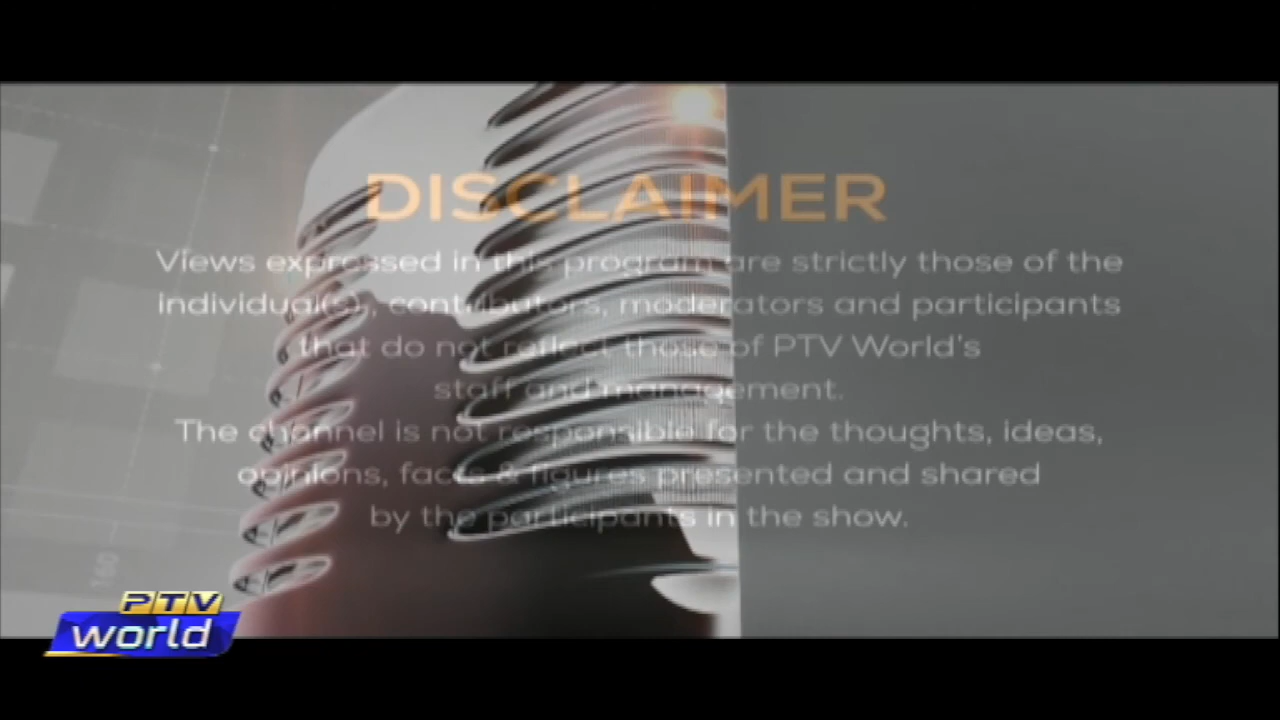 DISCLAIMER
Views expressed in this program are strictly those of the
individual(s), contributors, moderators and participants
that do not reflect those of PTV World's
staff and management.
The channel is not responsible for the thoughts, ideas,
opinions, facts & figures presented and shared
by the participants in the show.
160
PTV
world